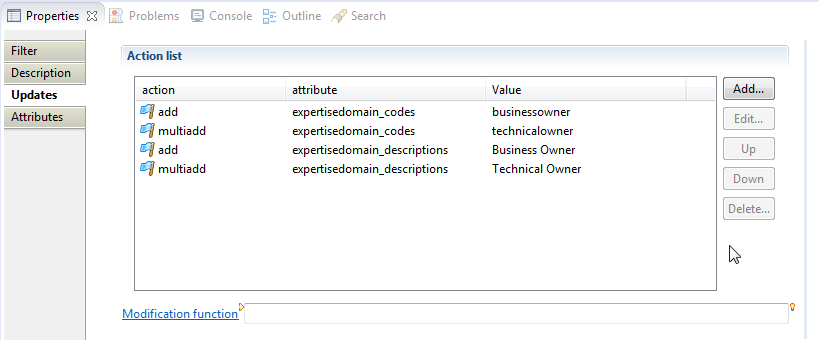 Properties Problems Console Outline Search
Filter
Description
Updates
Attributes
Action list
action attribute Value
add expertisedomain_codes businessowner
multiadd expertisedomain_codes technicalowner
add expertisedomain_descriptions Business Owner
multiadd expertisedomain_descriptions Technical Owner
Add...
Edit...
Up
Down
Delete...
Modification function